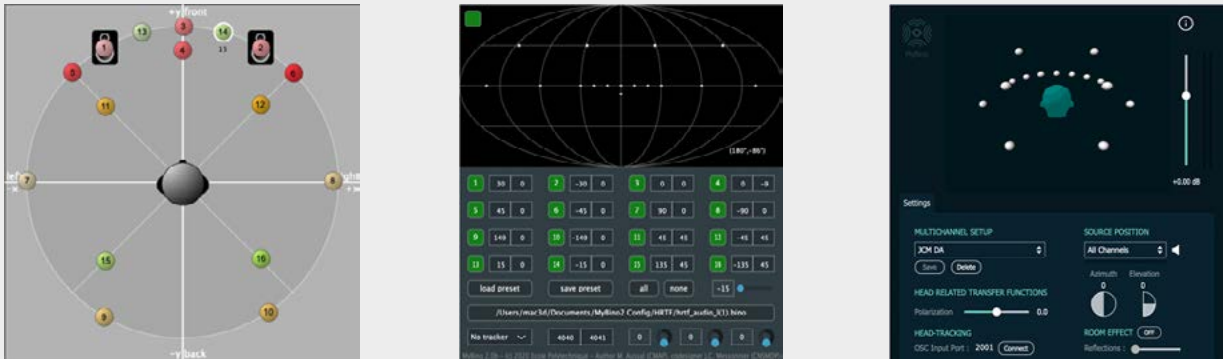 +y front
13
3
14
15
1
4
2
5
6
11
12
7
8
15
16
9
10
-y back
(180°,-86°)
1 30 0 2 -30 0 3 0 0 4 0 -9
5 45 0 6 -45 0 7 90 0 8 -90 0
9 149 0 10 -149 0 11 45 45 12 -45 45
13 15 0 14 -15 0 15 135 45 16 -135 45
load preset save preset all none -15
/Users/mac3d/Documents/MyBino2 Config/HRTF/hrtf_audio_l(1).bino
No tracker 4040 4041 0 0 0
+0.00 dB
Settings
MULTICHANNEL SETUP SOURCE POSITION
JCM DA All Channels
Save Delete
Azimuth Elevation
0 0
HEAD RELATED TRANSFER FUNCTIONS
Polarization 0.0
HEAD-TRACKING ROOM EFFECT OFF
OSC Input Port : 2001 Connect Reflections :